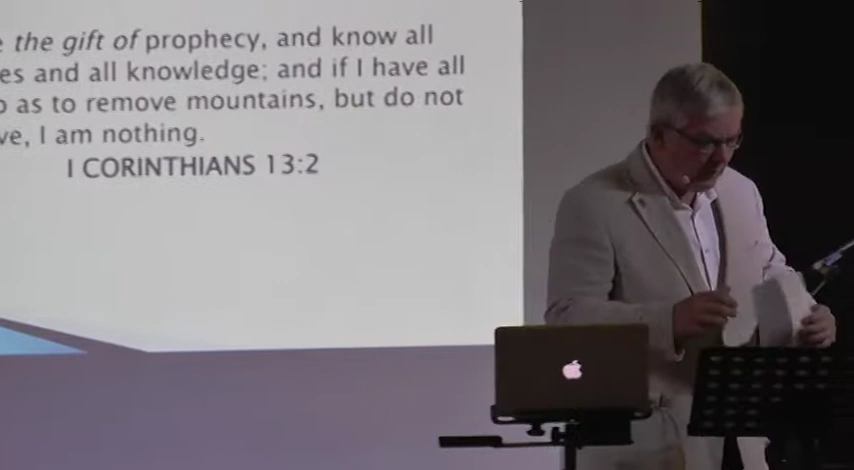 the gift of prophecy, and know all
es and all knowledge; and if I have all
o as to remove mountains, but do not
ve, I am nothing.
I CORINTHIANS 13:2